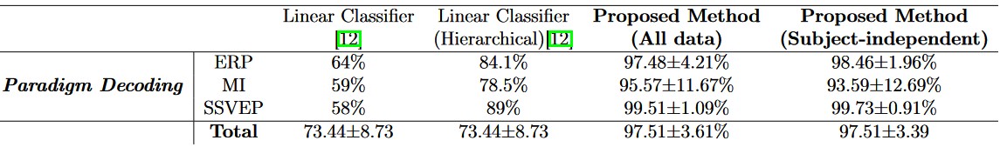 Linear Classifier Linear Classifier Proposed Method Proposed Method
[12] (Hierarchical)[12] (All data) (Subject-independent)
ERP 64% 84.1% 97.48±4.21% 98.46±1.96%
Paradigm Decoding MI 59% 78.5% 95.57±11.67% 93.59±12.69%
SSVEP 58% 89% 99.51±1.09% 99.73±0.91%
Total 73.44±8.73 73.44±8.73 97.51±3.61% 97.51±3.39